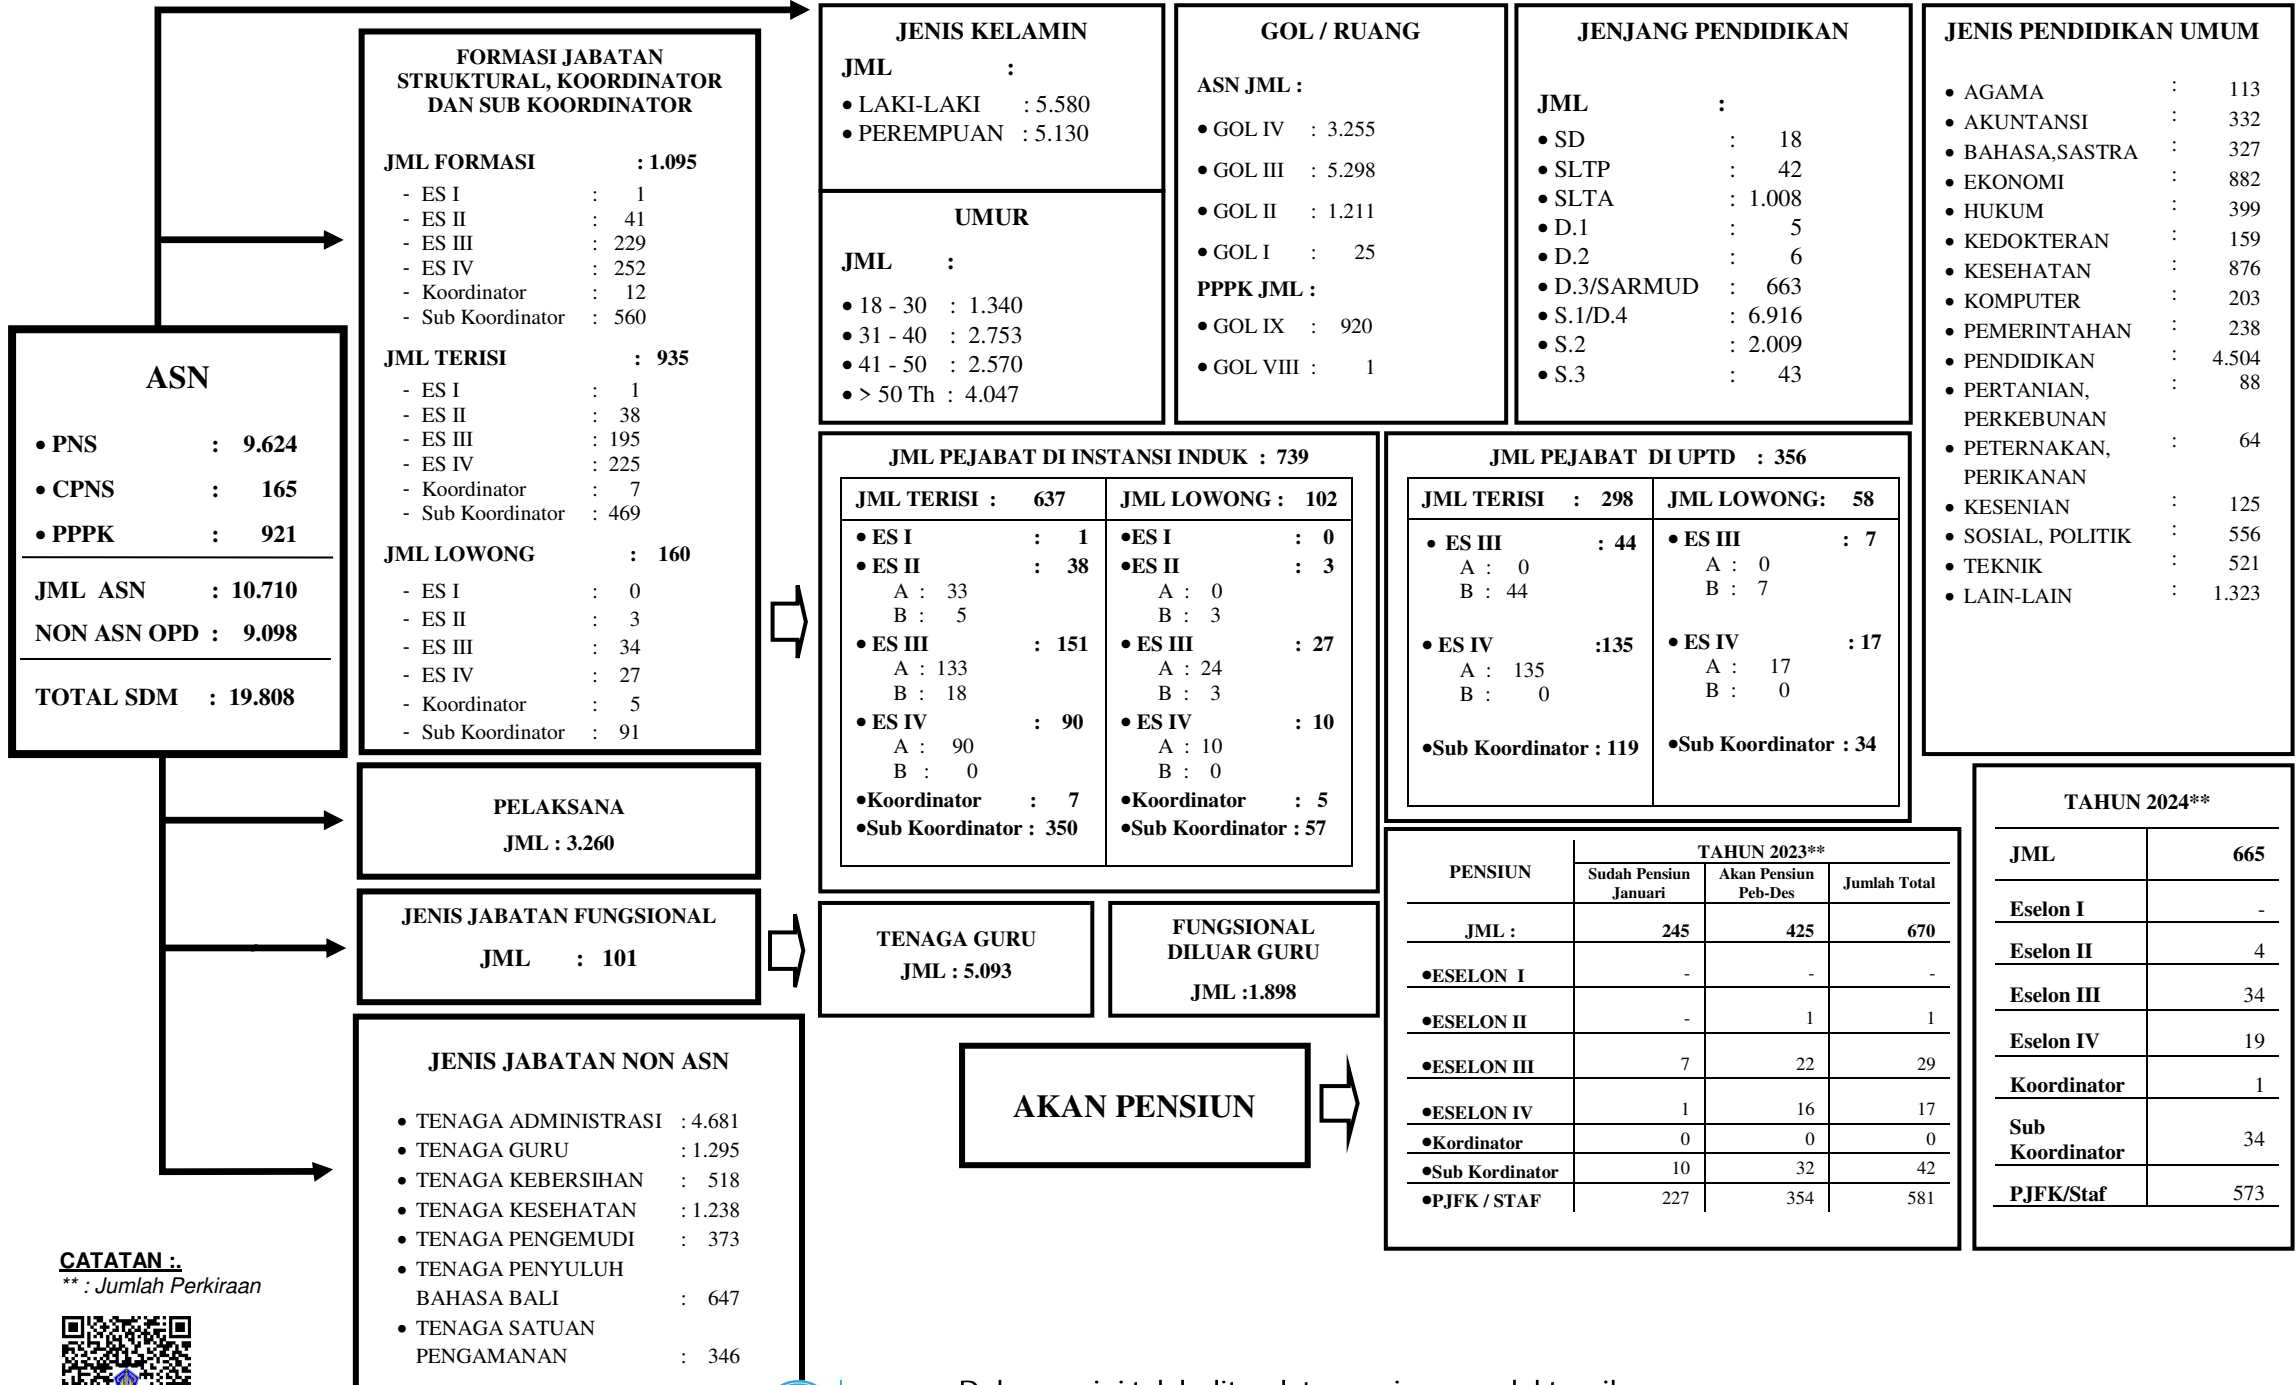 ASN
• PNS : 9.624
• CPNS : 165
• PPPK : 921
JML ASN : 10.710
NON ASN OPD : 9.098
TOTAL SDM : 19.808
FORMASI JABATAN
STRUKTURAL, KOORDINATOR
DAN SUB KOORDINATOR
JML FORMASI : 1.095
- ES I : 1
- ES II : 41
- ES III : 229
- ES IV : 252
- Koordinator : 12
- Sub Koordinator : 560
JML TERISI : 935
- ES I : 1
- ES II : 38
- ES III : 195
- ES IV : 225
- Koordinator : 7
- Sub Koordinator : 469
JML LOWONG : 160
- ES I : 0
- ES II : 3
- ES III : 34
- ES IV : 27
- Koordinator : 5
- Sub Koordinator : 91
PELAKSANA
JML : 3.260
JENIS JABATAN FUNGSIONAL
JML : 101
JENIS JABATAN NON ASN
• TENAGA ADMINISTRASI : 4.681
• TENAGA GURU : 1.295
• TENAGA KEBERSIHAN : 518
• TENAGA KESEHATAN : 1.238
• TENAGA PENGEMUDI : 373
• TENAGA PENYULUH
BAHASA BALI : 647
• TENAGA SATUAN
PENGAMANAN : 346
JENIS KELAMIN
JML :
• LAKI-LAKI : 5.580
• PEREMPUAN : 5.130
UMUR
JML :
• 18 - 30 : 1.340
• 31 - 40 : 2.753
• 41 - 50 : 2.570
• > 50 Th : 4.047
GOL / RUANG
ASN JML :
• GOL IV : 3.255
• GOL III : 5.298
• GOL II : 1.211
• GOL I : 25
PPPK JML :
• GOL IX : 920
• GOL VIII : 1
JENJANG PENDIDIKAN
JML :
• SD : 18
• SLTP : 42
• SLTA : 1.008
• D.1 : 5
• D.2 : 6
• D.3/SARMUD : 663
• S.1/D.4 : 6.916
• S.2 : 2.009
• S.3 : 43
JENIS PENDIDIKAN UMUM
• AGAMA : 113
• AKUNTANSI : 332
• BAHASA,SASTRA : 327
• EKONOMI : 882
• HUKUM : 399
• KEDOKTERAN : 159
• KESEHATAN : 876
• KOMPUTER : 203
• PEMERINTAHAN : 238
• PENDIDIKAN : 4.504
• PERTANIAN, : 88
PERKEBUNAN
• PETERNAKAN, : 64
PERIKANAN
• KESENIAN : 125
• SOSIAL, POLITIK : 556
• TEKNIK : 521
• LAIN-LAIN : 1.323
JML PEJABAT DI INSTANSI INDUK : 739
JML TERISI : 637
• ES I : 1
• ES II : 38
A : 33
B : 5
• ES III : 151
A : 133
B : 18
• ES IV : 90
A : 90
B : 0
•Koordinator : 7
•Sub Koordinator : 350
JML LOWONG : 102
•ES I : 0
•ES II : 3
A : 0
B : 3
• ES III : 27
A : 24
B : 3
• ES IV : 10
A : 10
B : 0
•Koordinator : 5
•Sub Koordinator : 57
JML PEJABAT DI UPTD : 356
JML TERISI : 298
• ES III : 44
A : 0
B : 44
• ES IV :135
A : 135
B : 0
•Sub Koordinator : 119
JML LOWONG: 58
• ES III : 7
A : 0
B : 7
• ES IV : 17
A : 17
B : 0
•Sub Koordinator : 34
TENAGA GURU
JML : 5.093
FUNGSIONAL
DILUAR GURU
JML :1.898
AKAN PENSIUN
PENSIUN TAHUN 2023**
Sudah Pensiun Januari Akan Pensiun Peb-Des Jumlah Total
JML : 245 425 670
•ESELON I - - -
•ESELON II - 1 1
•ESELON III 7 22 29
•ESELON IV 1 16 17
•Kordinator 0 0 0
•Sub Kordinator 10 32 42
•PJFK / STAF 227 354 581
TAHUN 2024**
JML 665
Eselon I -
Eselon II 4
Eselon III 34
Eselon IV 19
Koordinator 1
Sub
Koordinator 34
PJFK/Staf 573
CATATAN :.
** : Jumlah Perkiraan